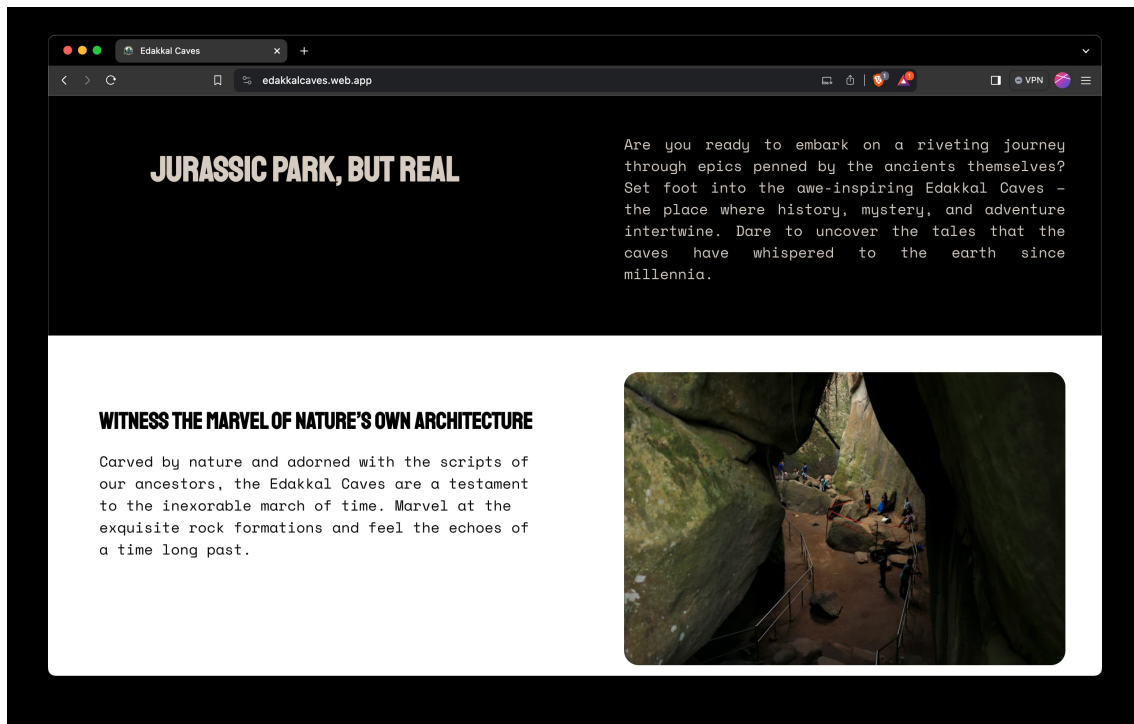 Edakkal Caves
edakkalcaves.web.app
1
1
VPN
JURASSIC PARK, BUT REAL
Are you ready to embark on a riveting journey
through epics penned by the ancients themselves?
Set foot into the awe-inspiring Edakkal Caves –
the place where history, mystery, and adventure
intertwine. Dare to uncover the tales that the
caves have whispered to the earth since
millennia.
WITNESS THE MARVEL OF NATURE’S OWN ARCHITECTURE
Carved by nature and adorned with the scripts of
our ancestors, the Edakkal Caves are a testament
to the inexorable march of time. Marvel at the
exquisite rock formations and feel the echoes of
a time long past.